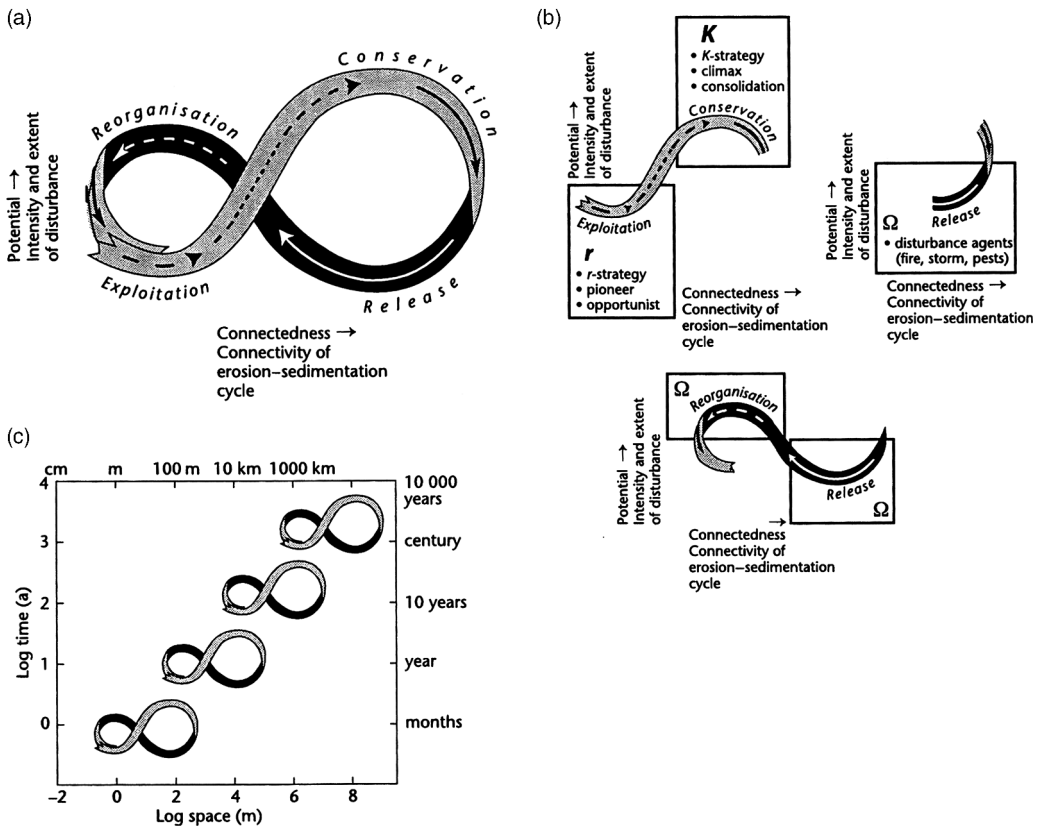 (a)
Conservation
Reorganisation
Potential →
Intensity and extent
of disturbance
Exploitation
Release
Connectedness →
Connectivity of
erosion–sedimentation
cycle
(b)
K
• K-strategy
• climax
• consolidation
Conservation
Potential →
Intensity and extent
of disturbance
Exploitation
r
• r-strategy
• pioneer
• opportunist
Connectedness →
Connectivity of
erosion–sedimentation
cycle
Potential →
Intensity and extent
of disturbance
Release
Ω
• disturbance agents
(fire, storm, pests)
Connectedness →
Connectivity of
erosion–sedimentation
cycle
Ω
Reorganisation
Potential →
Intensity and extent
of disturbance
Release
Ω
→
Connectedness
Connectivity of
erosion–sedimentation
cycle
(c)
cm m 100 m 10 km 1000 km
4 10 000
years
3 century
2 10 years
1 year
0 months
Log time (a)
−2 0 2 4 6 8
Log space (m)